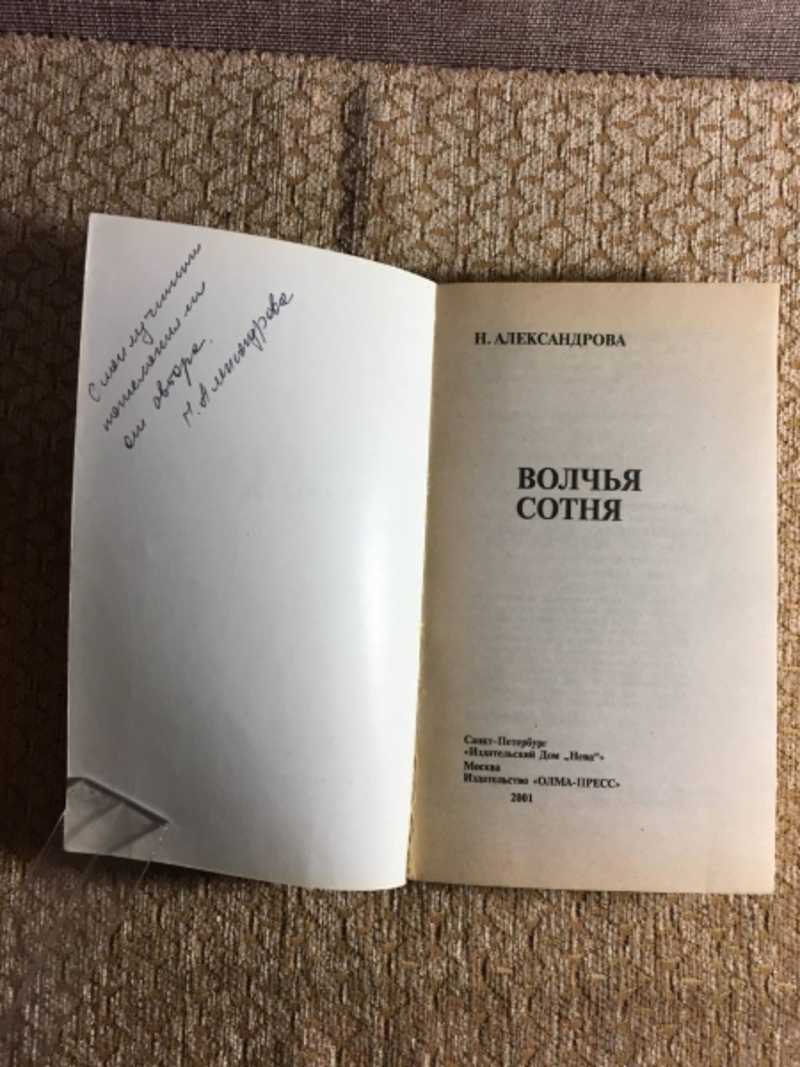 С наилучшими
пожеланиями
от автора.
Н. Александрова
Н. АЛЕКСАНДРОВА
ВОЛЧЬЯ
СОТНЯ
Санкт-Петербург
«Издательский Дом „Нева“»
Москва
Издательство «ОЛМА-ПРЕСС»
2001